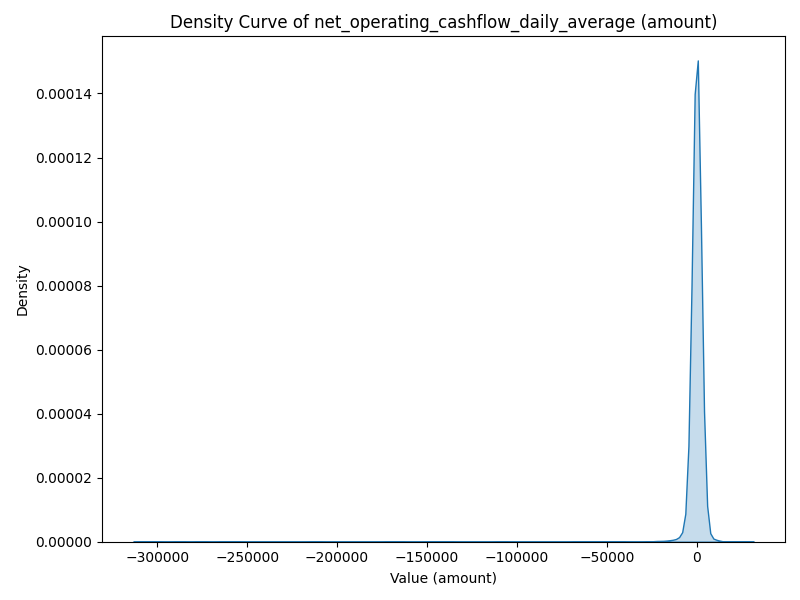 Density Curve of net_operating_cashflow_daily_average (amount)
0.00014
0.00012
0.00010
0.00008
0.00006
0.00004
0.00002
0.00000
Density
−300000 −250000 −200000 −150000 −100000 −50000 0
Value (amount)